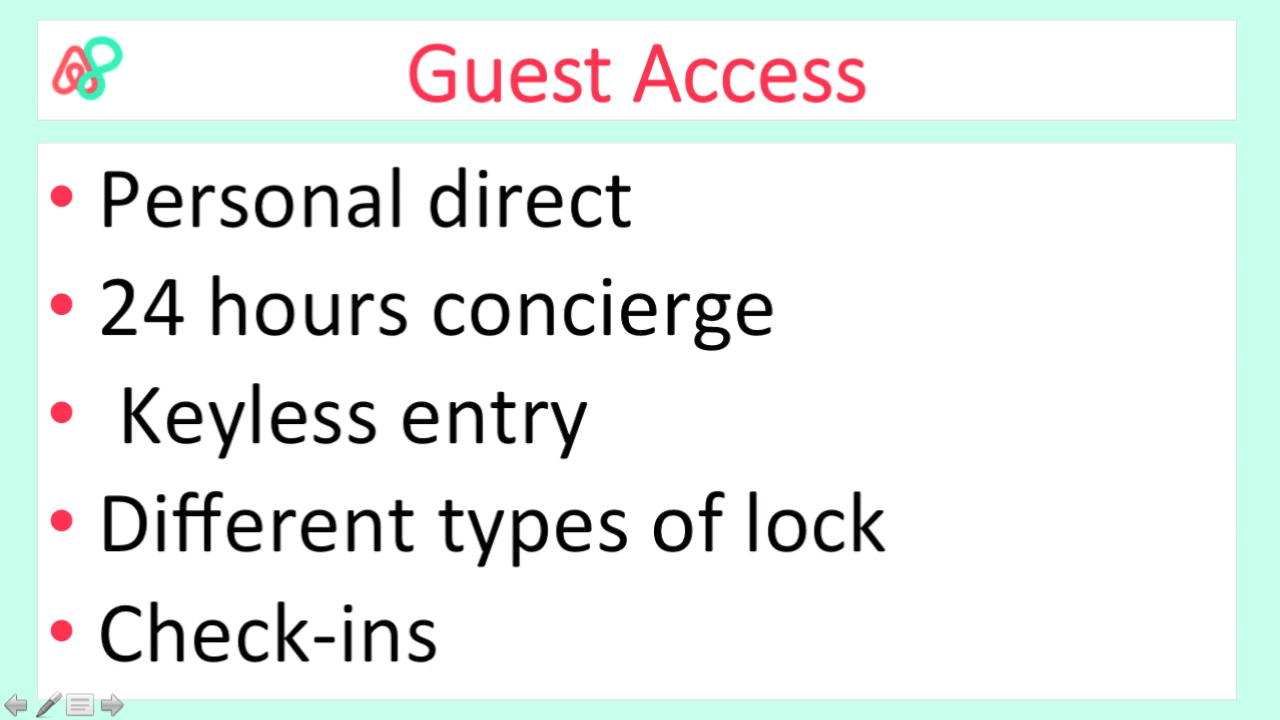 Guest Access
• Personal direct
• 24 hours concierge
• Keyless entry
• Different types of lock
• Check-ins